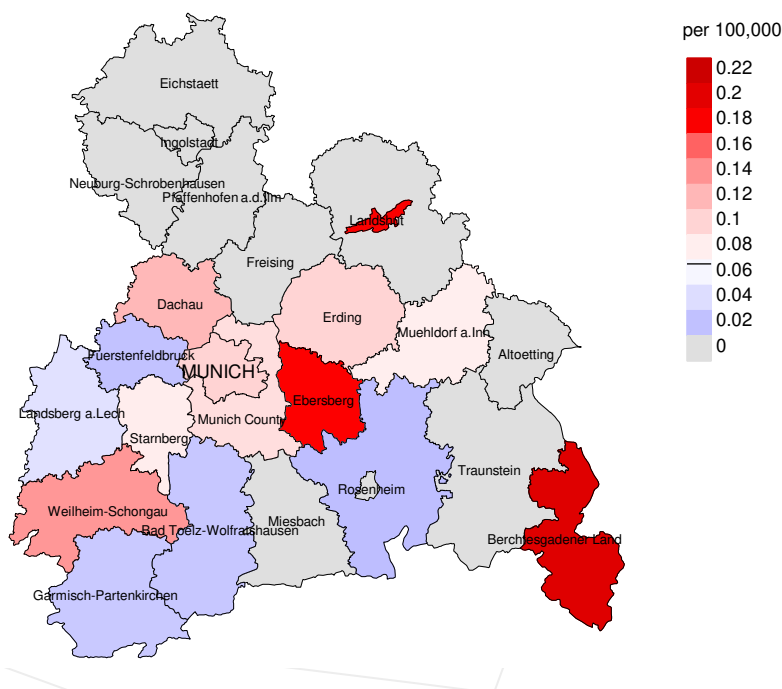 per 100,000
0.22
0.2
0.18
0.16
0.14
0.12
0.1
0.08
0.06
0.04
0.02
0
Eichstaett
Ingolstadt
Neuburg-Schrobenhausen
Pfaffenhofen a.d.Ilm
Landshut
Freising
Dachau
Erding
Muehldorf a.Inn
Fuerstenfeldbruck
Altoetting
MUNICH
Ebersberg
Landsberg a.Lech
Munich County
Starnberg
Traunstein
Rosenheim
Weilheim-Schongau
Miesbach
Bad Toelz-Wolfratshausen
Berchtesgadener Land
Garmisch-Partenkirchen